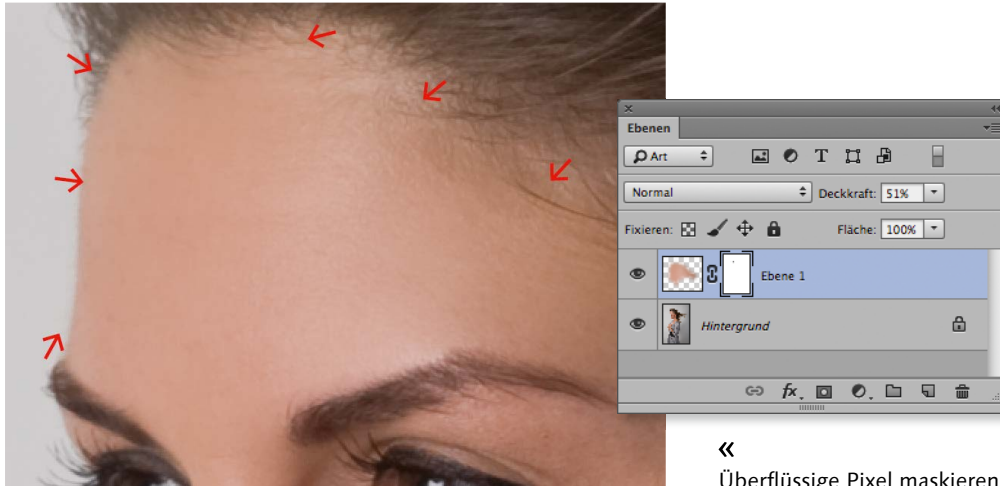 Ebenen
Art
Normal
Deckkraft: 51%
Fixieren:
Fläche: 100%
Ebene 1
Hintergrund
fx
«
Überflüssige Pixel maskieren